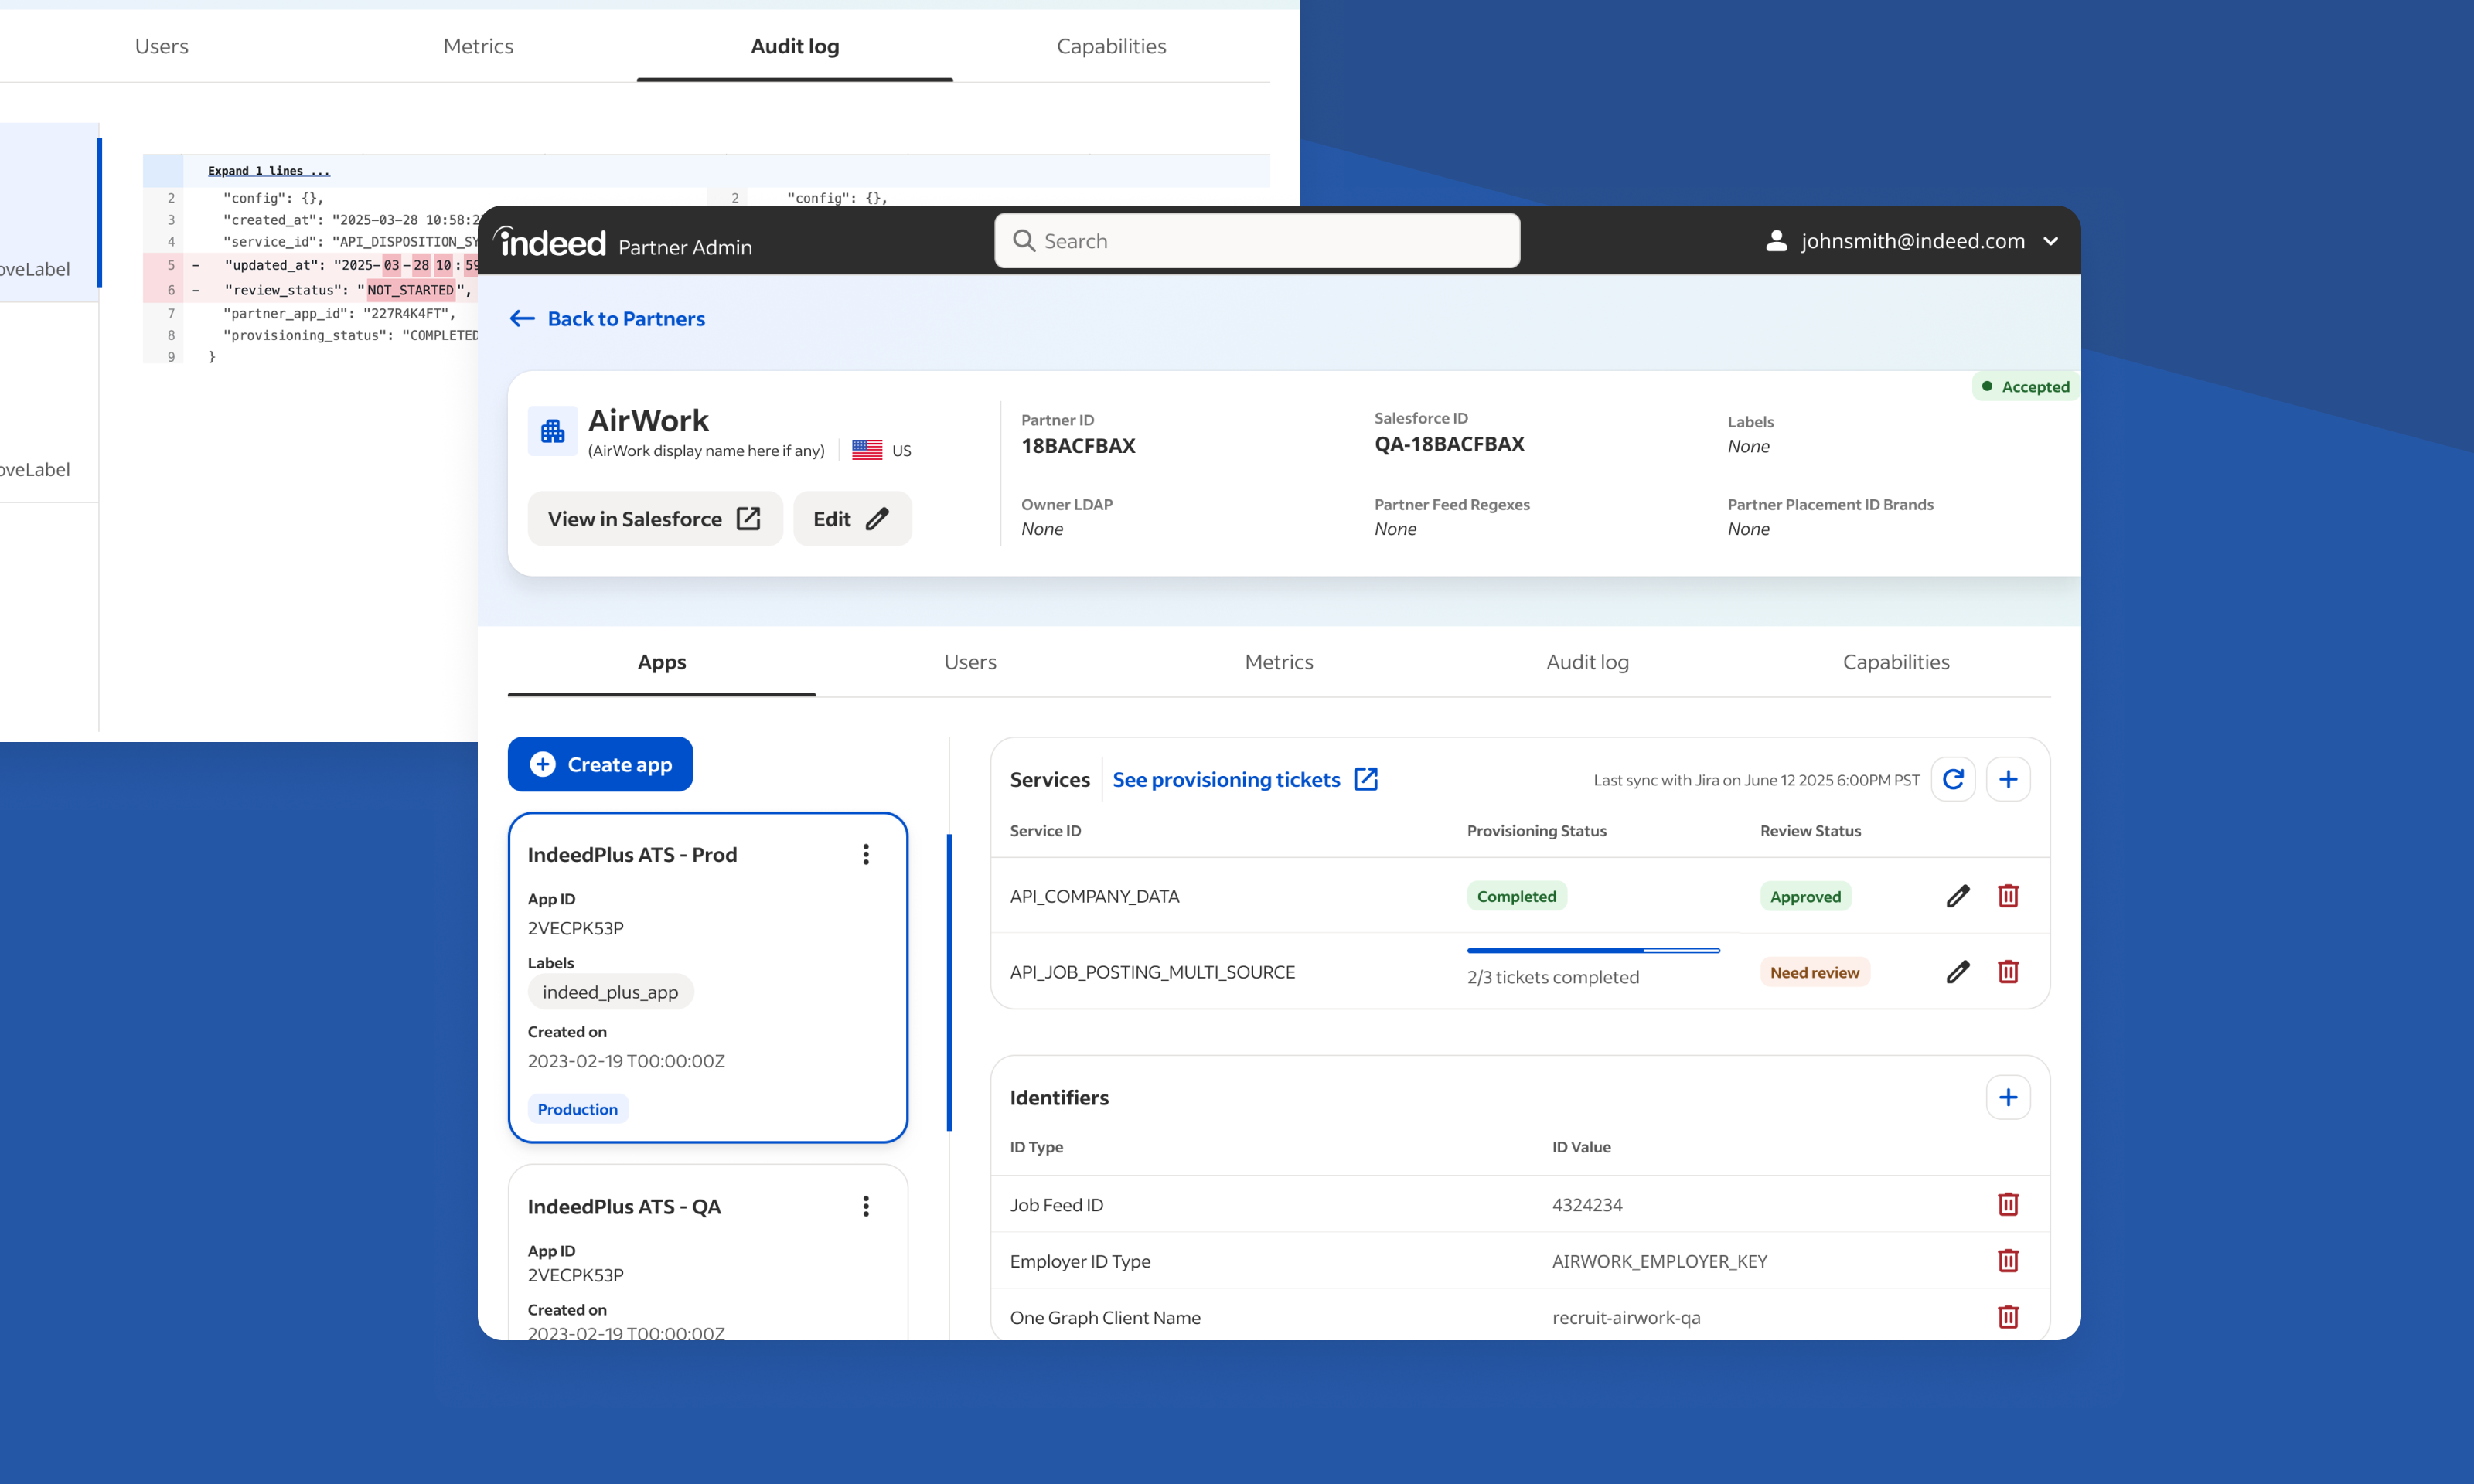 Users
Metrics
Audit log
Capabilities
oveLabel
oveLabel
Expand 1 lines ...
2 "config": {},
3 "created_at": "2025-03-28 10:58:2
4 "service_id": "API_DISPOSITION_SY
5 - "updated_at": "2025-03-28 10:59
6 - "review_status": "NOT_STARTED",
7 "partner_app_id": "227R4K4FT",
8 "provisioning_status": "COMPLETED
9 }
2 "config": {},
indeed Partner Admin
Search
johnsmith@indeed.com
Back to Partners
Accepted
AirWork
(AirWork display name here if any)
US
View in Salesforce
Edit
Partner ID
18BACFBAX
Salesforce ID
QA-18BACFBAX
Labels
None
Owner LDAP
None
Partner Feed Regexes
None
Partner Placement ID Brands
None
Apps
Users
Metrics
Audit log
Capabilities
Create app
IndeedPlus ATS - Prod
App ID
2VECPK53P
Labels
indeed_plus_app
Created on
2023-02-19 T00:00:00Z
Production
IndeedPlus ATS - QA
App ID
2VECPK53P
Created on
2023-02-19 T00:00:00Z
Services
See provisioning tickets
Last sync with Jira on June 12 2025 6:00PM PST
Service ID
Provisioning Status
Review Status
API_COMPANY_DATA
Completed
Approved
API_JOB_POSTING_MULTI_SOURCE
2/3 tickets completed
Need review
Identifiers
ID Type
ID Value
Job Feed ID
4324234
Employer ID Type
AIRWORK_EMPLOYER_KEY
One Graph Client Name
recruit-airwork-qa